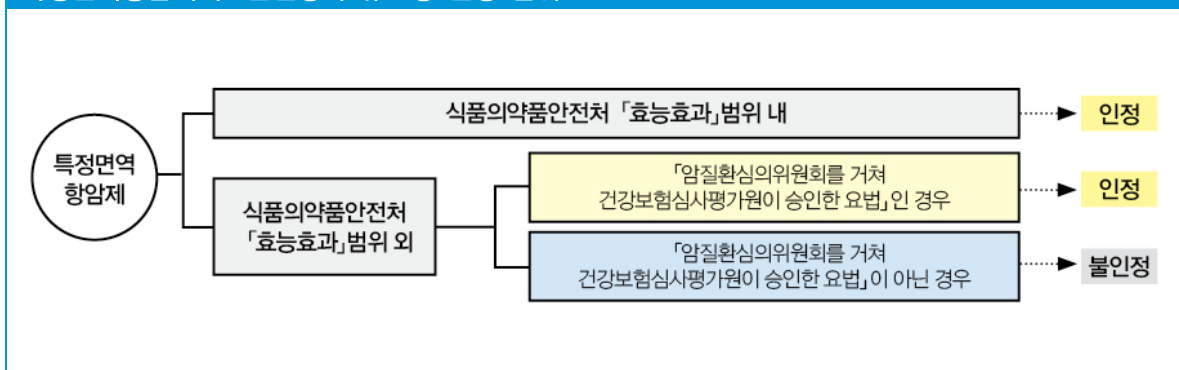 식품의약품안전처 「효능효과」범위 내
인정
특정면역
항암제
「암질환심의위원회를 거쳐
건강보험심사평가원이 승인한 요법」인 경우
인정
식품의약품안전처
「효능효과」범위 외
「암질환심의위원회를 거쳐
건강보험심사평가원이 승인한 요법」이 아닌 경우
불인정